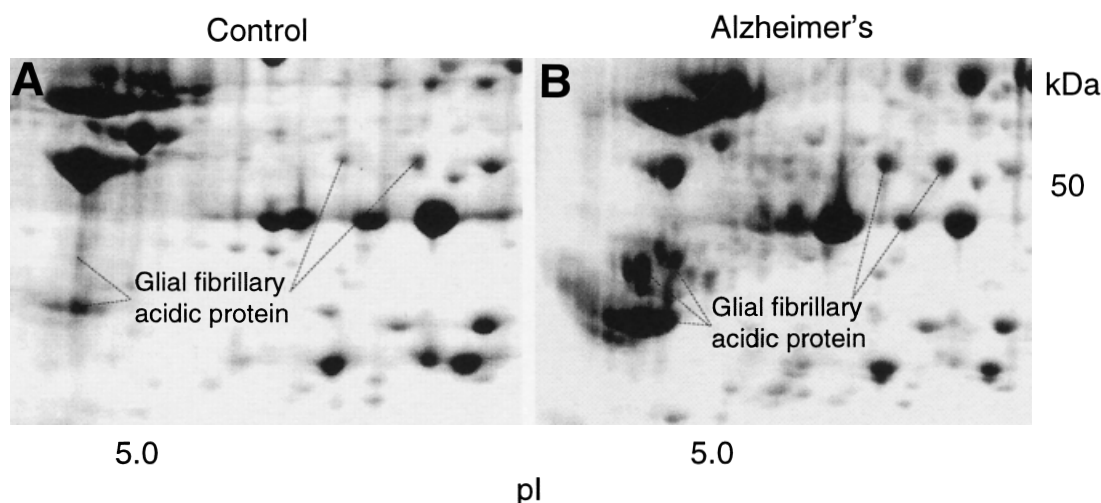 Control
Alzheimer's
A
B
kDa
50
Glial fibrillary
acidic protein
Glial fibrillary
acidic protein
5.0
5.0
pI